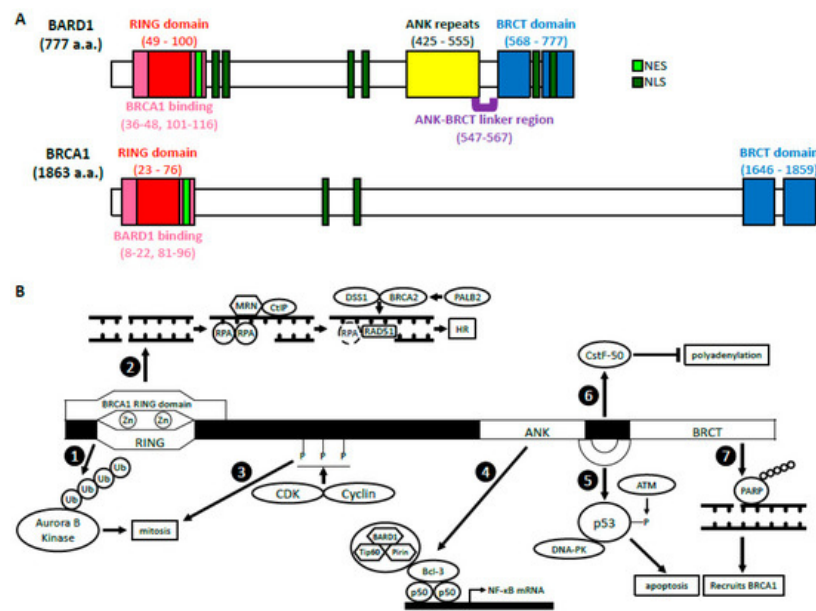 A
BARD1
(777 a.a.)
RING domain
(49 - 100)
ANK repeats
(425 - 555)
BRCT domain
(568 - 777)
NES
NLS
BRCA1 binding
(36-48, 101-116)
ANK-BRCT linker region
(547-567)
BRCA1
(1863 a.a.)
RING domain
(23 - 76)
BRCT domain
(1646 - 1859)
BARD1 binding
(8-22, 81-96)
B
MRN
CtIP
RPA
RPA
DSS1
BRCA2
PALB2
RPA
RAD51
HR
2
CstF-50
polyadenylation
6
BRCA1 RING domain
Zn
Zn
RING
ANK
BRCT
1
Ub
Ub
Ub
Ub
Aurora B
Kinase
mitosis
3
P P P
CDK
Cyclin
4
BARD1
Tip60
Pirin
Bcl-3
p50
p50
NF-κB mRNA
5
ATM
p53
P
DNA-PK
apoptosis
7
PARP
Recruits BRCA1